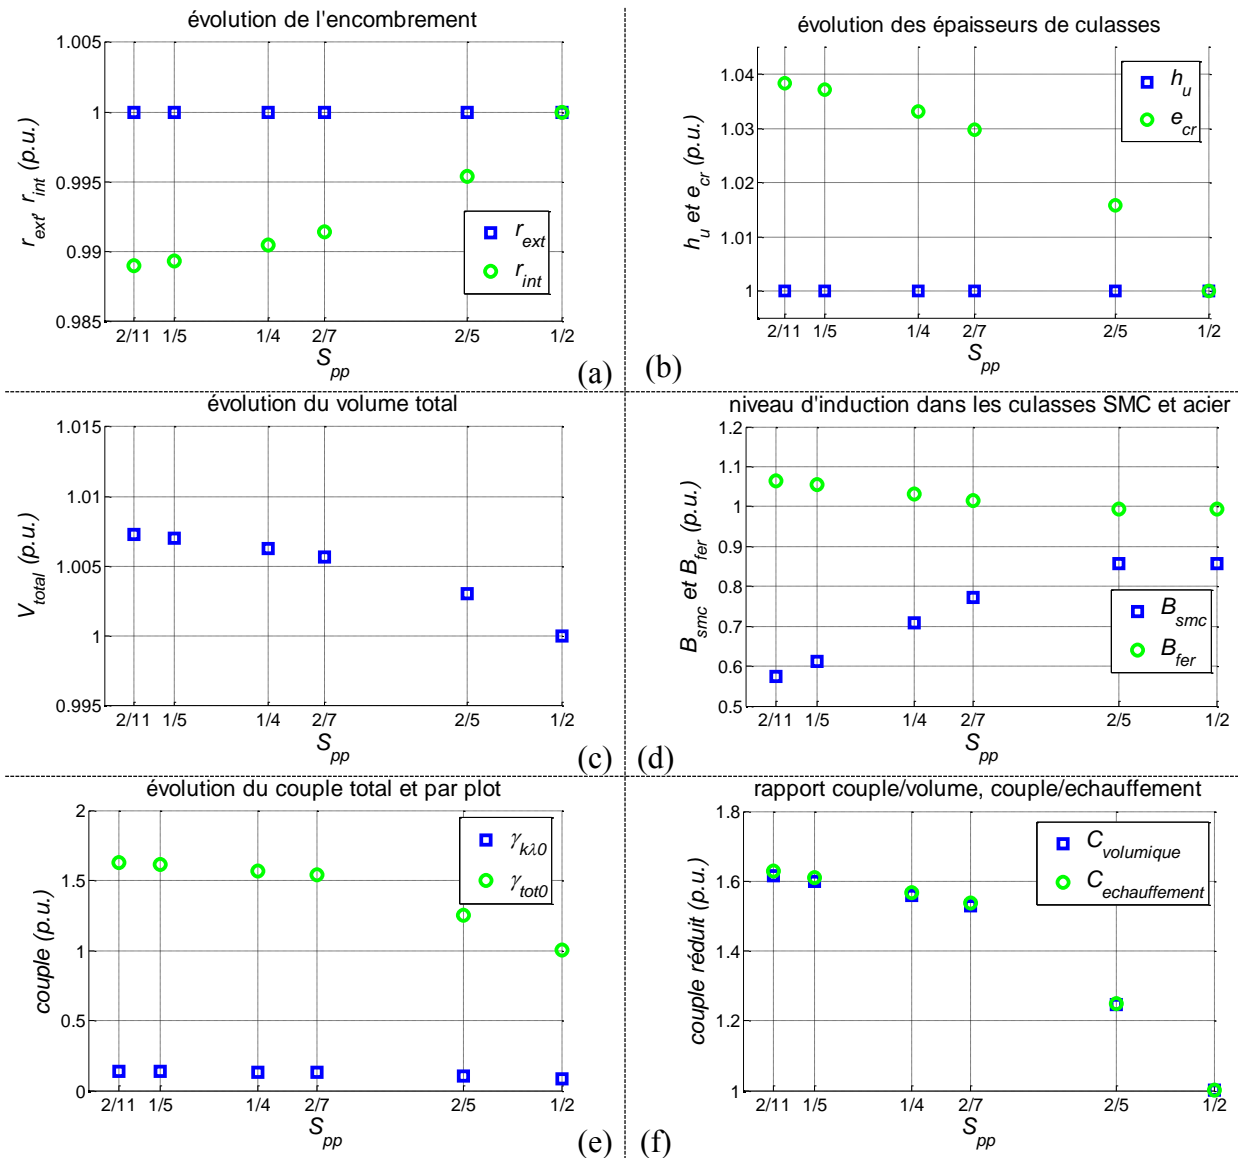 évolution de l'encombrement
1.005
1
0.995
0.99
0.985
r_ext, r_int (p.u.)
r_ext
r_int
2/11 1/5 1/4 2/7 2/5 1/2
S_pp
(a)
évolution des épaisseurs de culasses
1.04
1.03
1.02
1.01
1
h_u et e_cr (p.u.)
h_u
e_cr
2/11 1/5 1/4 2/7 2/5 1/2
S_pp
(b)
évolution du volume total
1.015
1.01
1.005
1
0.995
V_total (p.u.)
2/11 1/5 1/4 2/7 2/5 1/2
S_pp
(c)
niveau d'induction dans les culasses SMC et acier
1.2
1.1
1
0.9
0.8
0.7
0.6
0.5
B_smc et B_fer (p.u.)
B_smc
B_fer
2/11 1/5 1/4 2/7 2/5 1/2
S_pp
(d)
évolution du couple total et par plot
2
1.5
1
0.5
0
couple (p.u.)
γ_kλ0
γ_tot0
2/11 1/5 1/4 2/7 2/5 1/2
S_pp
(e)
rapport couple/volume, couple/echauffement
1.8
1.6
1.4
1.2
1
couple réduit (p.u.)
C_volumique
C_echauffement
2/11 1/5 1/4 2/7 2/5 1/2
S_pp
(f)